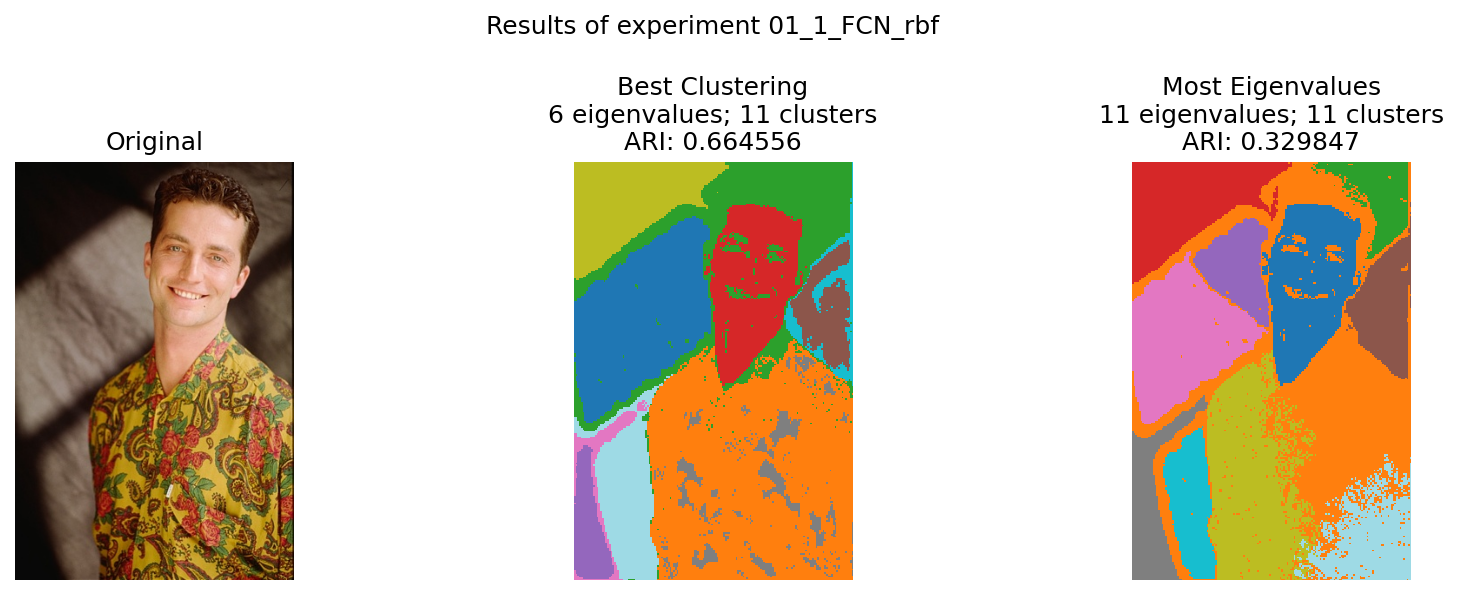 Results of experiment 01_1_FCN_rbf
Original
Best Clustering
6 eigenvalues; 11 clusters
ARI: 0.664556
Most Eigenvalues
11 eigenvalues; 11 clusters
ARI: 0.329847